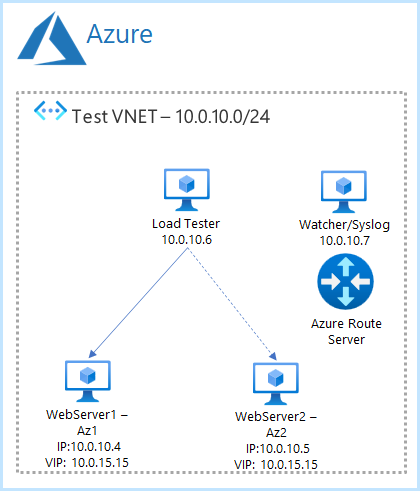 Azure
Test VNET – 10.0.10.0/24
Load Tester
10.0.10.6
Watcher/Syslog
10.0.10.7
Azure Route
Server
WebServer1 –
Az1
IP:10.0.10.4
VIP: 10.0.15.15
WebServer2 –
Az2
IP:10.0.10.5
VIP: 10.0.15.15